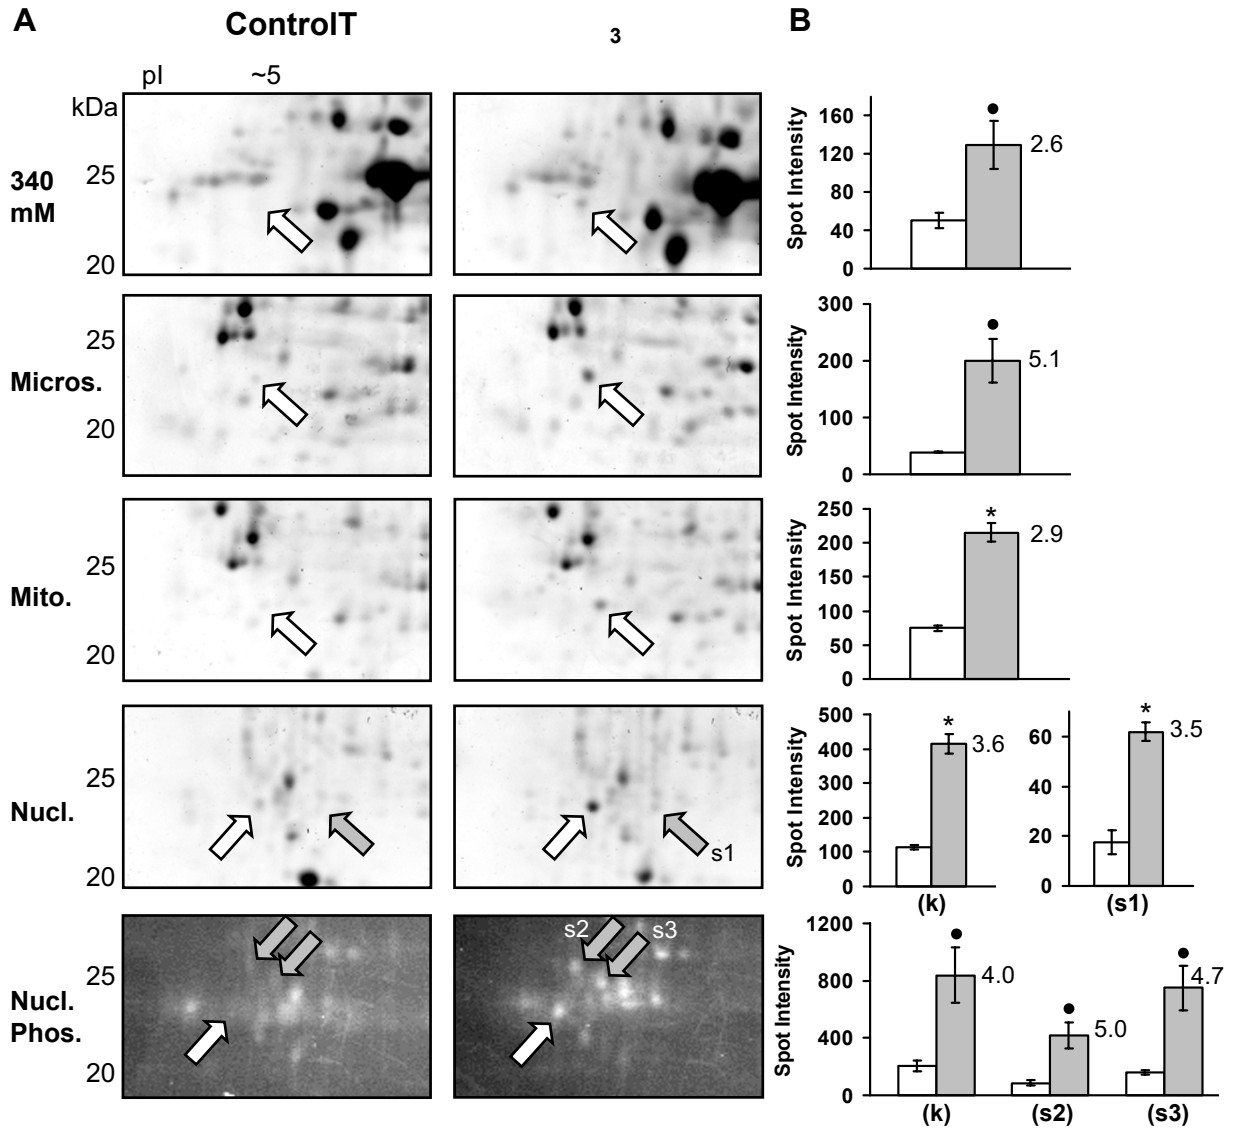 A
ControlT
3
B
pI
~5
kDa
340
mM
25
20
Spot Intensity
160
120
80
40
0
●
2.6
Micros.
25
20
Spot Intensity
300
200
100
0
●
5.1
Mito.
25
20
Spot Intensity
250
200
150
100
50
0
*
2.9
Nucl.
25
20
s1
Spot Intensity
500
400
300
200
100
0
*
3.6
(k)
60
40
20
0
*
3.5
(s1)
Nucl.
Phos.
25
20
s2
s3
Spot Intensity
1200
800
400
0
●
4.0
●
5.0
●
4.7
(k)
(s2)
(s3)